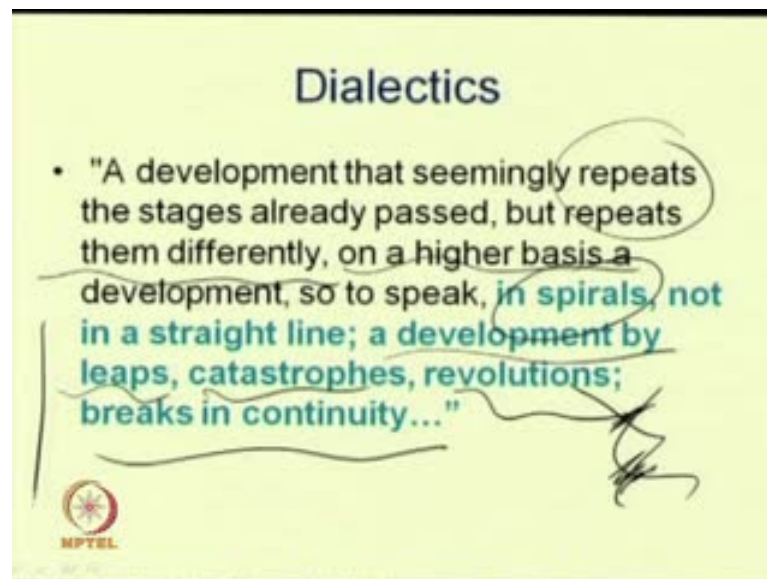 Dialectics
• "A development that seemingly repeats
the stages already passed, but repeats
them differently, on a higher basis a
development, so to speak, in spirals, not
in a straight line; a development by
leaps, catastrophes, revolutions;
breaks in continuity…”
NPTEL